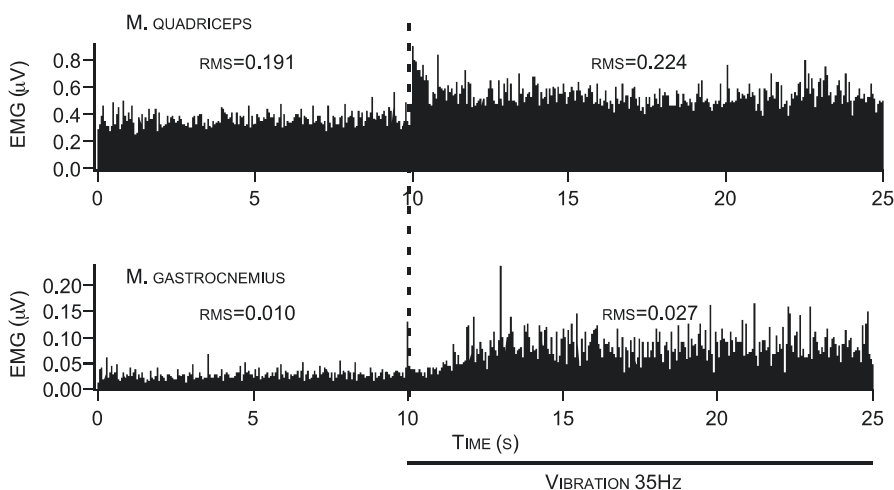 M. QUADRICEPS
RMS=0.191
RMS=0.224
EMG (μV)
0.8
0.6
0.4
0.2
0.0
0 5 10 15 20 25
M. GASTROCNEMIUS
RMS=0.010
RMS=0.027
EMG (μV)
0.20
0.15
0.10
0.05
0.00
0 5 10 15 20 25
TIME (S)
VIBRATION 35Hz